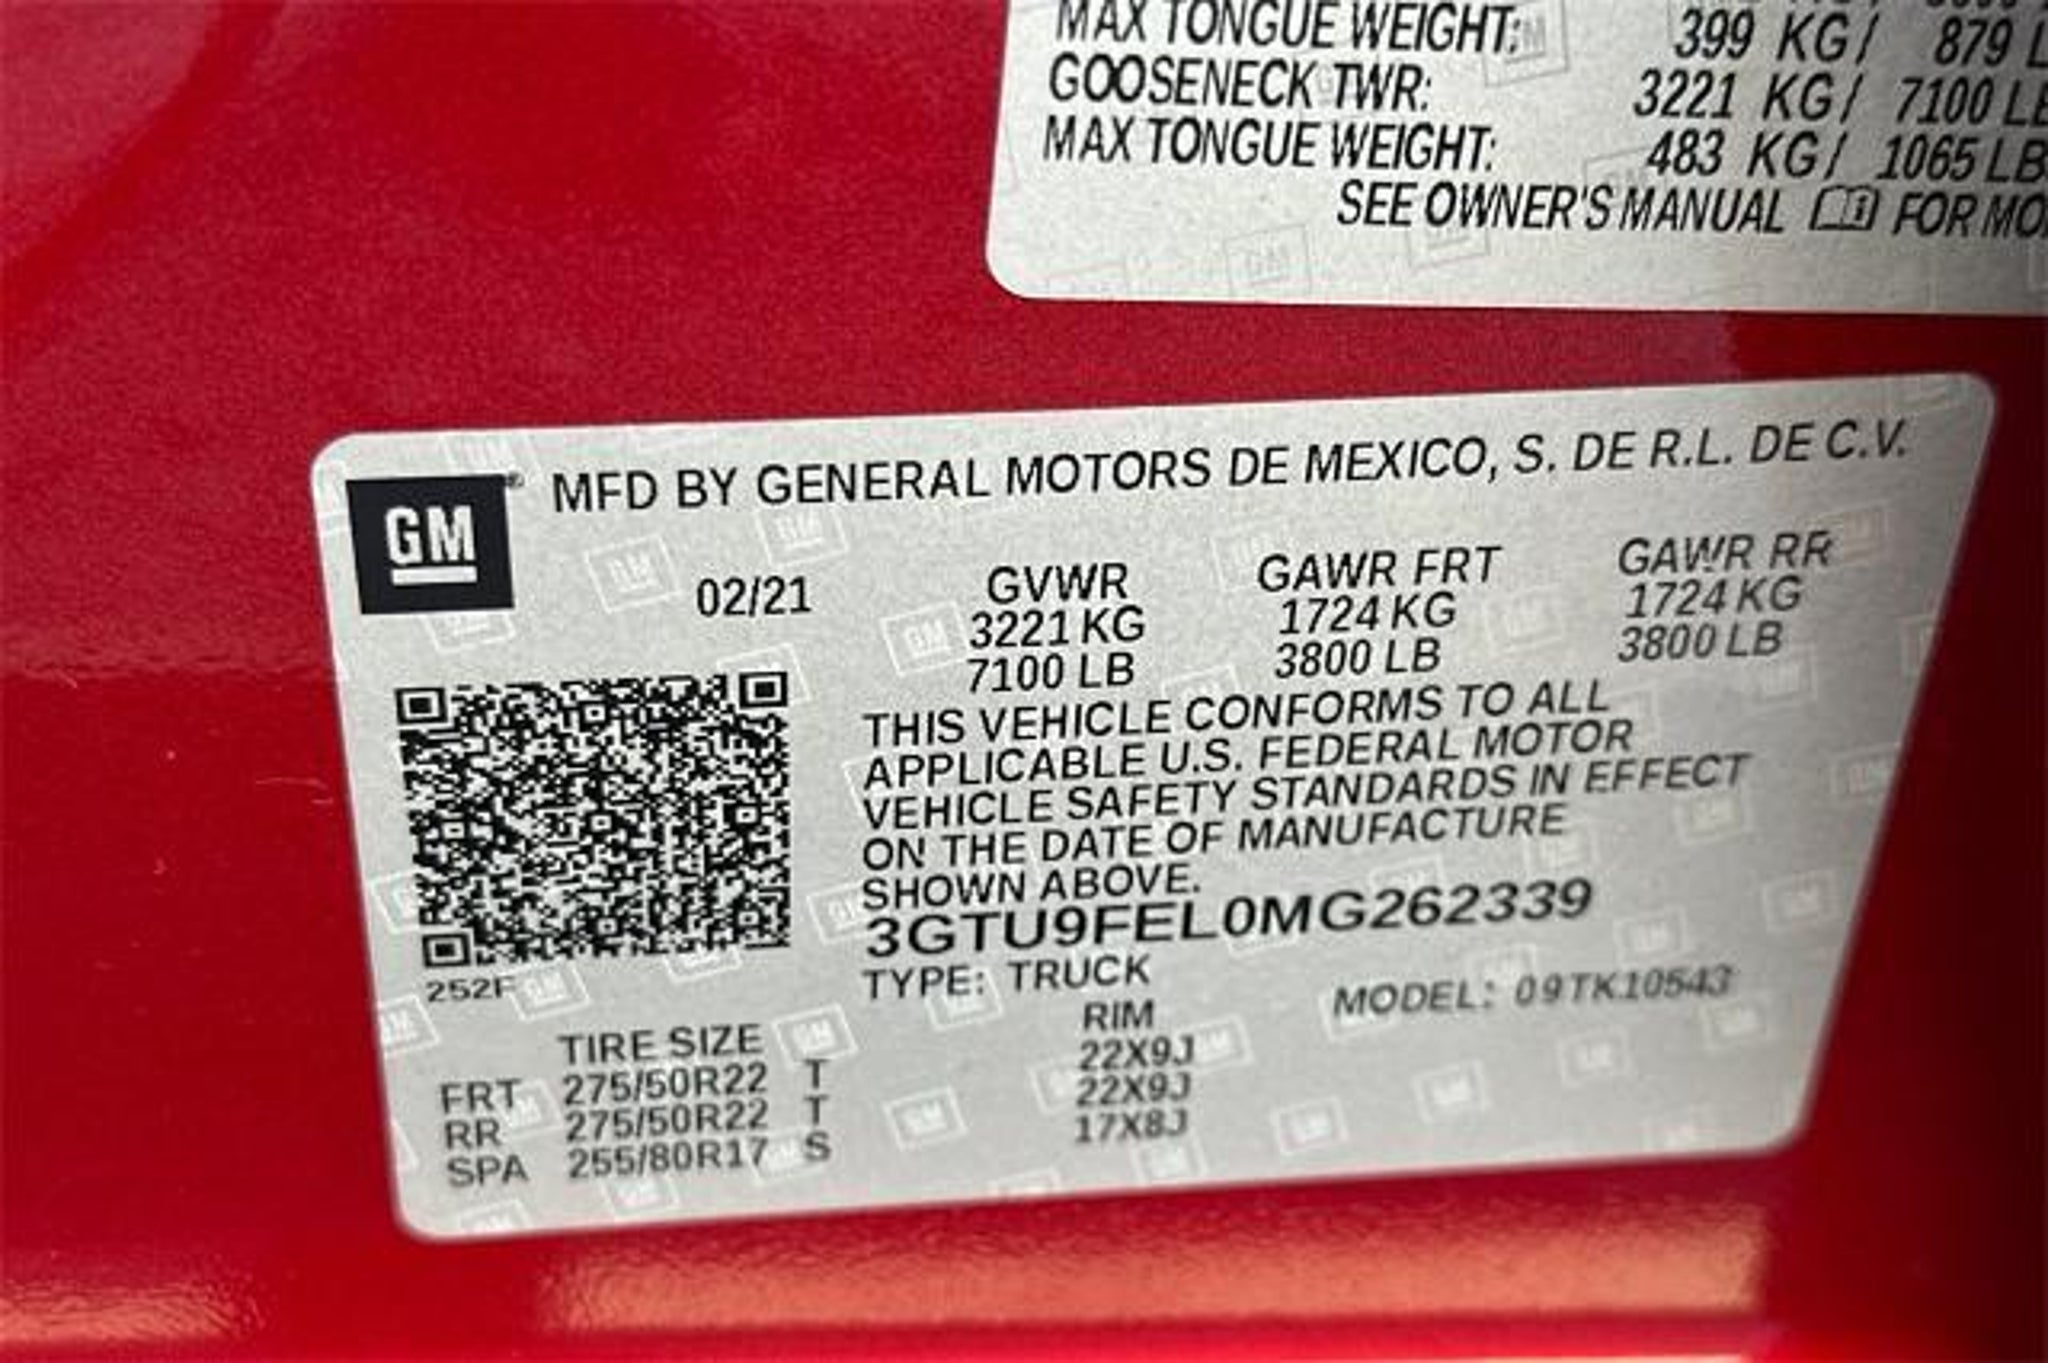 MAX TONGUE WEIGHT: 399 KG/ 879 L
GOOSENECK TWR: 3221 KG/ 7100 LB
MAX TONGUE WEIGHT: 483 KG/ 1065 LB
SEE OWNER'S MANUAL FOR MO
GM MFD BY GENERAL MOTORS DE MEXICO, S. DE R.L. DE C.V.
02/21 GVWR GAWR FRT GAWR RR
3221 KG 1724 KG 1724 KG
7100 LB 3800 LB 3800 LB
THIS VEHICLE CONFORMS TO ALL
APPLICABLE U.S. FEDERAL MOTOR
VEHICLE SAFETY STANDARDS IN EFFECT
ON THE DATE OF MANUFACTURE
SHOWN ABOVE.
3GTU9FEL0MG262339
252F TYPE: TRUCK MODEL: 09TK10543
TIRE SIZE RIM
FRT 275/50R22 T 22X9J
RR 275/50R22 T 22X9J
SPA 255/80R17 S 17X8J